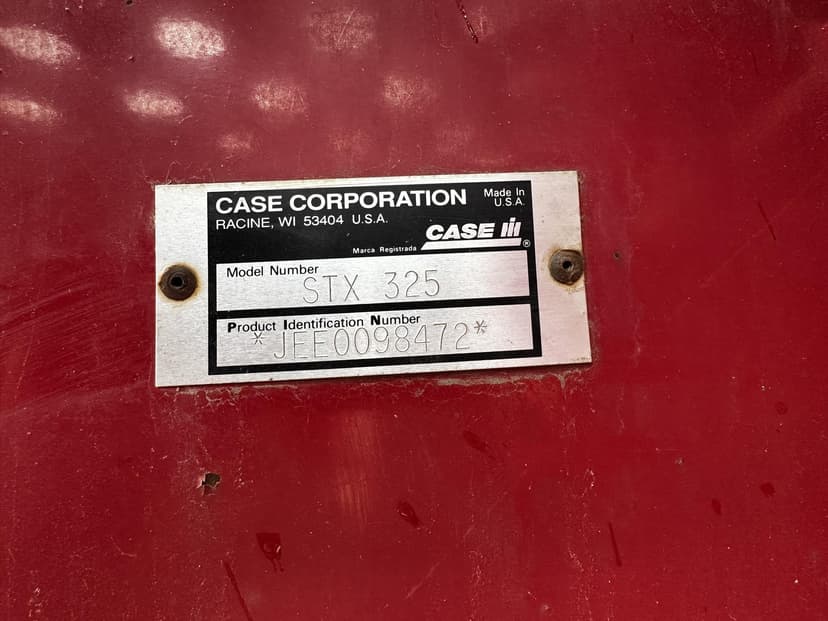 CASE CORPORATION
Made In
U.S.A.
RACINE, WI 53404 U.S.A.
Marca Registrada
CASE IH ®
Model Number
STX 325
Product Identification Number
*JEE0098472*